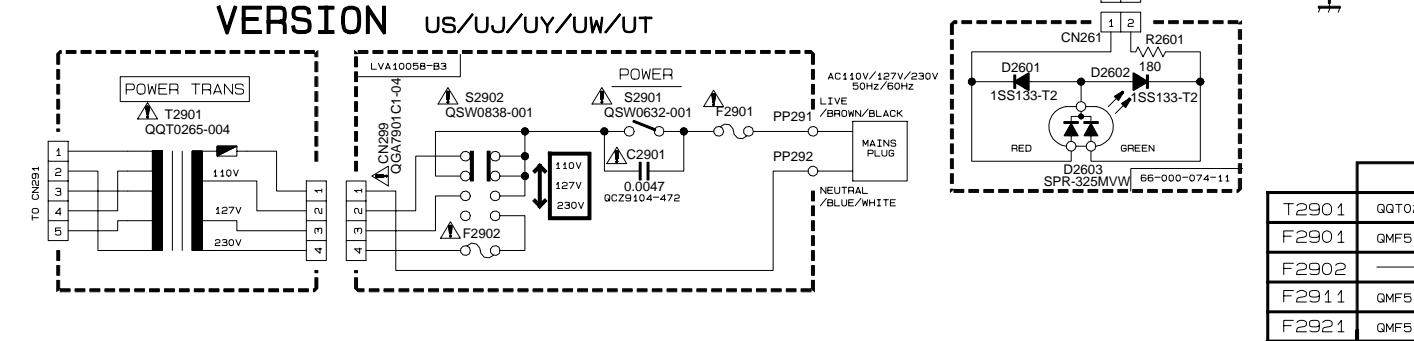 VERSION US/UJ/UY/UW/UT
POWER TRANS
T2901
QQT0265-004
TO CN291
1
2
3
4
5
110V
127V
230V
1
2
3
4
LVA10058-B3
CN299
QGA7901C1-04
1
2
3
4
S2902
QSW0838-001
POWER
S2901
QSW0632-001
F2901
C2901
0.0047
QCZ9104-472
110V
127V
230V
F2902
PP291
PP292
AC110V/127V/230V
50Hz/60Hz
LIVE
/BROWN/BLACK
MAINS
PLUG
NEUTRAL
/BLUE/WHITE
1 2
CN261
R2601
180
D2601
1SS133-T2
D2602
1SS133-T2
RED
GREEN
D2603
SPR-325MVW
66-000-074-11
T2901
F2901 QMF5
F2902 —
F2911 QMF5
F2921 QMF5